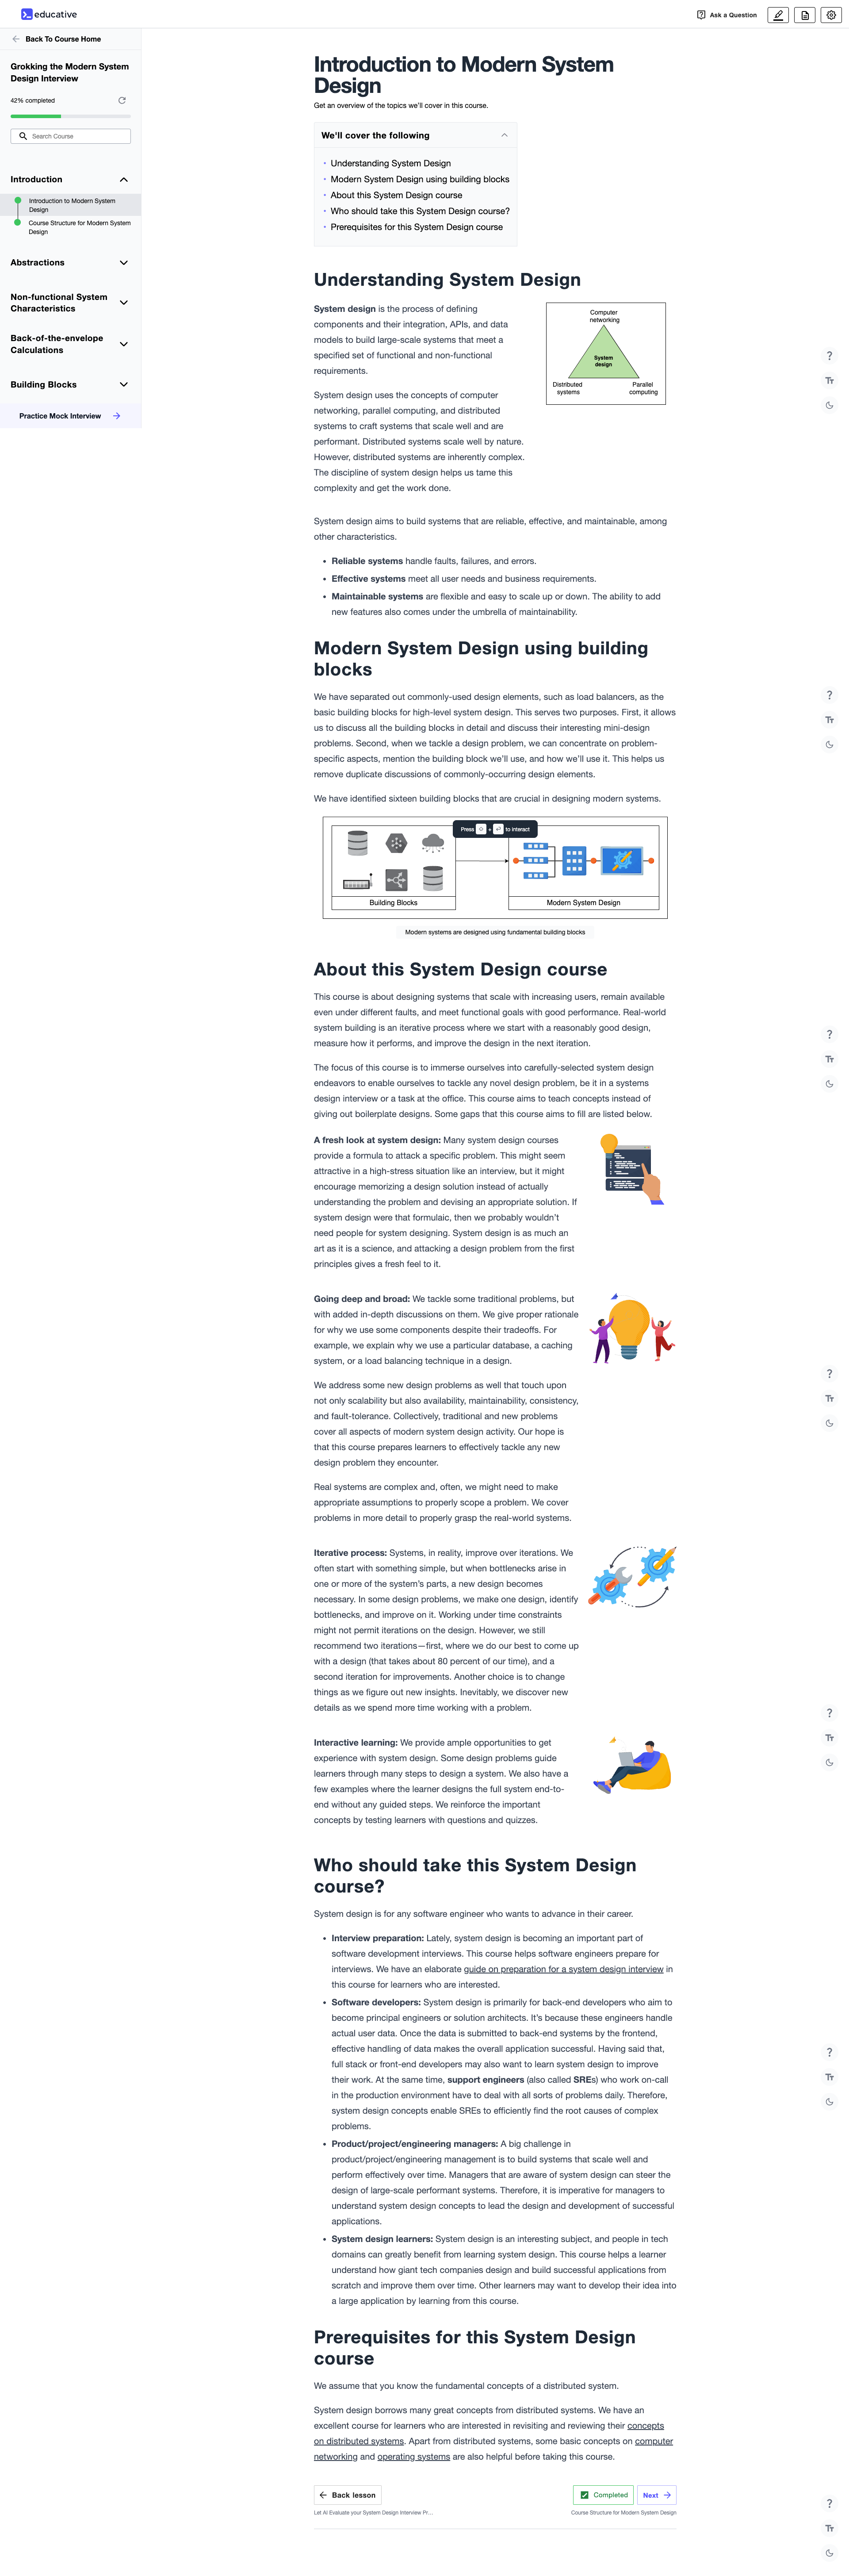 educative
Ask a Question
Back To Course Home
Grokking the Modern System
Design Interview
42% completed
Search Course
Introduction
Introduction to Modern System
Design
Course Structure for Modern System
Design
Abstractions
Non-functional System
Characteristics
Back-of-the-envelope
Calculations
Building Blocks
Practice Mock Interview
Introduction to Modern System
Design
Get an overview of the topics we'll cover in this course.
We'll cover the following
Understanding System Design
Modern System Design using building blocks
About this System Design course
Who should take this System Design course?
Prerequisites for this System Design course
Understanding System Design
System design is the process of defining
components and their integration, APIs, and data
models to build large-scale systems that meet a
specified set of functional and non-functional
requirements.
System design uses the concepts of computer
networking, parallel computing, and distributed
systems to craft systems that scale well and are
performant. Distributed systems scale well by nature.
However, distributed systems are inherently complex.
The discipline of system design helps us tame this
complexity and get the work done.
Computer
networking
System
design
Distributed
systems
Parallel
computing
System design aims to build systems that are reliable, effective, and maintainable, among
other characteristics.
• Reliable systems handle faults, failures, and errors.
• Effective systems meet all user needs and business requirements.
• Maintainable systems are flexible and easy to scale up or down. The ability to add
new features also comes under the umbrella of maintainability.
Modern System Design using building
blocks
We have separated out commonly-used design elements, such as load balancers, as the
basic building blocks for high-level system design. This serves two purposes. First, it allows
us to discuss all the building blocks in detail and discuss their interesting mini-design
problems. Second, when we tackle a design problem, we can concentrate on problem-
specific aspects, mention the building block we'll use, and how we'll use it. This helps us
remove duplicate discussions of commonly-occurring design elements.
We have identified sixteen building blocks that are crucial in designing modern systems.
Press + to interact
Building Blocks
Modern System Design
Modern systems are designed using fundamental building blocks
About this System Design course
This course is about designing systems that scale with increasing users, remain available
even under different faults, and meet functional goals with good performance. Real-world
system building is an iterative process where we start with a reasonably good design,
measure how it performs, and improve the design in the next iteration.
The focus of this course is to immerse ourselves into carefully-selected system design
endeavors to enable ourselves to tackle any novel design problem, be it in a systems
design interview or a task at the office. This course aims to teach concepts instead of
giving out boilerplate designs. Some gaps that this course aims to fill are listed below.
A fresh look at system design: Many system design courses
provide a formula to attack a specific problem. This might seem
attractive in a high-stress situation like an interview, but it might
encourage memorizing a design solution instead of actually
understanding the problem and devising an appropriate solution. If
system design were that formulaic, then we probably wouldn't
need people for system designing. System design is as much an
art as it is a science, and attacking a design problem from the first
principles gives a fresh feel to it.
Going deep and broad: We tackle some traditional problems, but
with added in-depth discussions on them. We give proper rationale
for why we use some components despite their tradeoffs. For
example, we explain why we use a particular database, a caching
system, or a load balancing technique in a design.
We address some new design problems as well that touch upon
not only scalability but also availability, maintainability, consistency,
and fault-tolerance. Collectively, traditional and new problems
cover all aspects of modern system design activity. Our hope is
that this course prepares learners to effectively tackle any new
design problem they encounter.
Real systems are complex and, often, we might need to make
appropriate assumptions to properly scope a problem. We cover
problems in more detail to properly grasp the real-world systems.
Iterative process: Systems, in reality, improve over iterations. We
often start with something simple, but when bottlenecks arise in
one or more of the system's parts, a new design becomes
necessary. In some design problems, we make one design, identify
bottlenecks, and improve on it. Working under time constraints
might not permit iterations on the design. However, we still
recommend two iterations—first, where we do our best to come up
with a design (that takes about 80 percent of our time), and a
second iteration for improvements. Another choice is to change
things as we figure out new insights. Inevitably, we discover new
details as we spend more time working with a problem.
Interactive learning: We provide ample opportunities to get
experience with system design. Some design problems guide
learners through many steps to design a system. We also have a
few examples where the learner designs the full system end-to-
end without any guided steps. We reinforce the important
concepts by testing learners with questions and quizzes.
Who should take this System Design
course?
System design is for any software engineer who wants to advance in their career.
• Interview preparation: Lately, system design is becoming an important part of
software development interviews. This course helps software engineers prepare for
interviews. We have an elaborate guide on preparation for a system design interview in
this course for learners who are interested.
• Software developers: System design is primarily for back-end developers who aim to
become principal engineers or solution architects. It's because these engineers handle
actual user data. Once the data is submitted to back-end systems by the frontend,
effective handling of data makes the overall application successful. Having said that,
full stack or front-end developers may also want to learn system design to improve
their work. At the same time, support engineers (also called SREs) who work on-call
in the production environment have to deal with all sorts of problems daily. Therefore,
system design concepts enable SREs to efficiently find the root causes of complex
problems.
• Product/project/engineering managers: A big challenge in
product/project/engineering management is to build systems that scale well and
perform effectively over time. Managers that are aware of system design can steer the
design of large-scale performant systems. Therefore, it is imperative for managers to
understand system design concepts to lead the design and development of successful
applications.
• System design learners: System design is an interesting subject, and people in tech
domains can greatly benefit from learning system design. This course helps a learner
understand how giant tech companies design and build successful applications from
scratch and improve them over time. Other learners may want to develop their idea into
a large application by learning from this course.
Prerequisites for this System Design
course
We assume that you know the fundamental concepts of a distributed system.
System design borrows many great concepts from distributed systems. We have an
excellent course for learners who are interested in revisiting and reviewing their concepts
on distributed systems. Apart from distributed systems, some basic concepts on computer
networking and operating systems are also helpful before taking this course.
Back lesson
Completed
Next
Let AI Evaluate your System Design Interview Pr...
Course Structure for Modern System Design